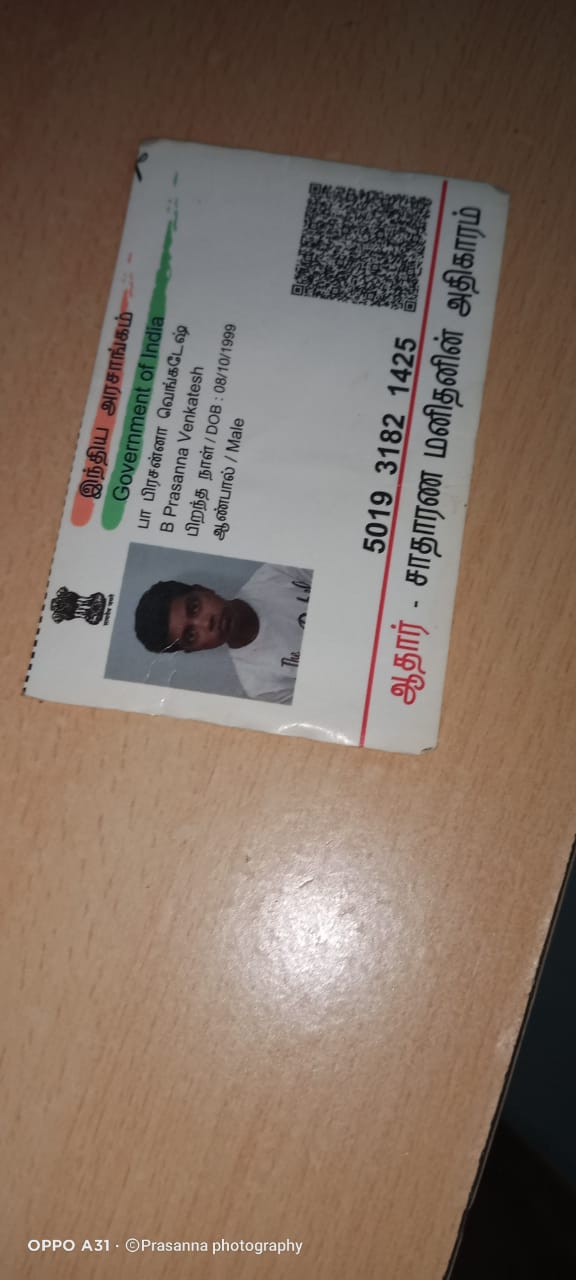 இந்திய அரசாங்கம்
Government of India
பா பிரசன்னா வெங்கடேஷ்
B Prasanna Venkatesh
பிறந்த நாள் / DOB : 08/10/1999
ஆண்பால் / Male
The
5019 3182 1425
ஆதார் - சாதாரண மனிதனின் அதிகாரம்
OPPO A31 · ©Prasanna photography